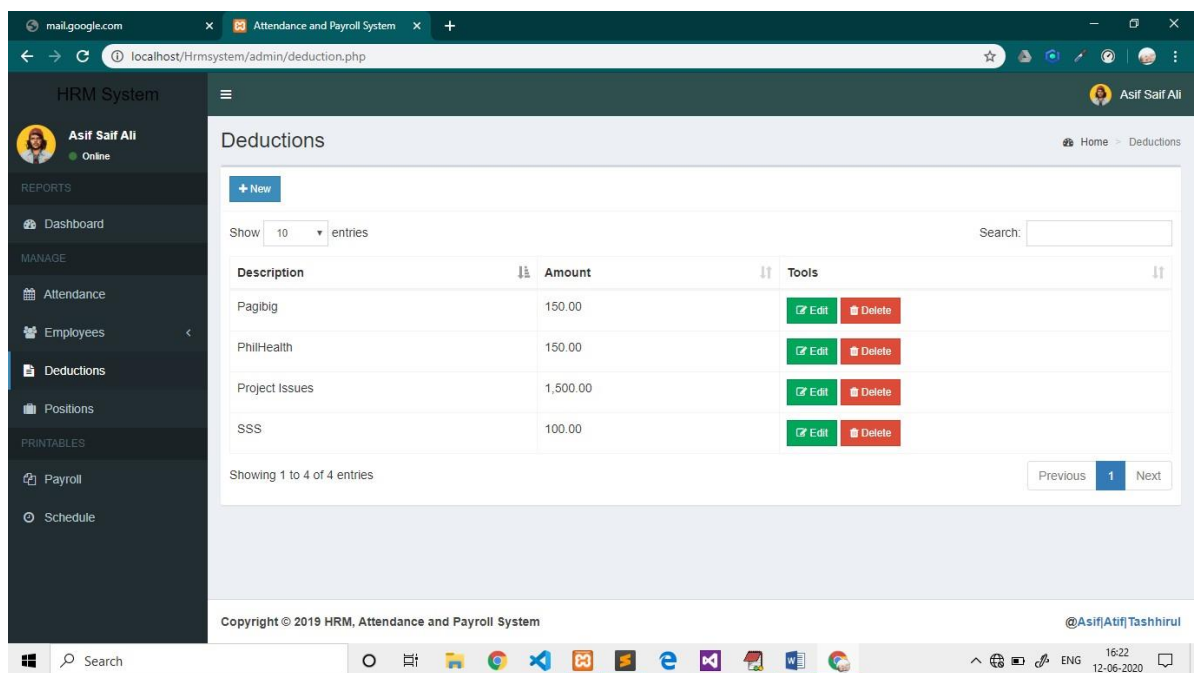 mail.google.com
Attendance and Payroll System
localhost/Hrmsystem/admin/deduction.php
HRM System
Asif Saif Ali
Asif Saif Ali
Online
REPORTS
Dashboard
MANAGE
Attendance
Employees
Deductions
Positions
PRINTABLES
Payroll
Schedule
Deductions
Home > Deductions
+ New
Show 10 entries
Search:
Description Amount Tools
Pagibig 150.00 Edit Delete
PhilHealth 150.00 Edit Delete
Project Issues 1,500.00 Edit Delete
SSS 100.00 Edit Delete
Showing 1 to 4 of 4 entries
Previous 1 Next
Copyright © 2019 HRM, Attendance and Payroll System
@Asif|Atif|Tashhirul
Search
ENG
16:22
12-06-2020